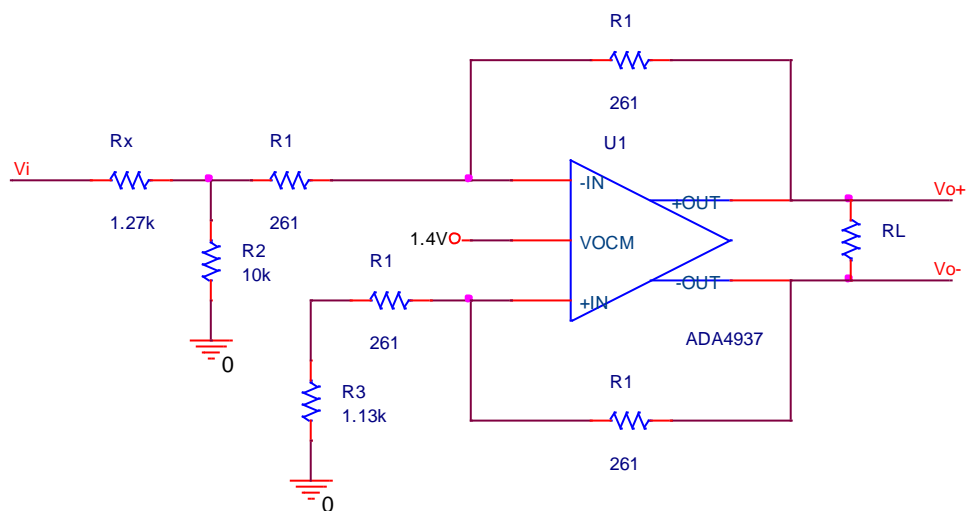 R1
261
U1
Rx
R1
Vi
-IN
+OUT
Vo+
1.27k
261
R2
10k
1.4V
VOCM
RL
R1
-OUT
Vo-
+IN
261
ADA4937
0
R3
1.13k
R1
261
0